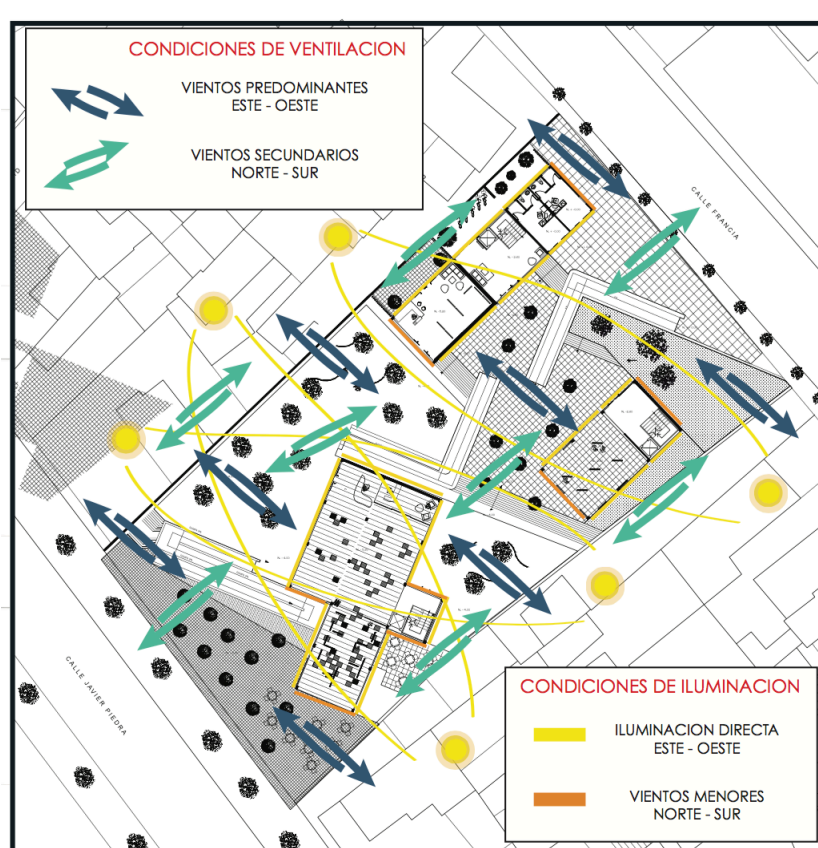 CONDICIONES DE VENTILACION
VIENTOS PREDOMINANTES
ESTE - OESTE
VIENTOS SECUNDARIOS
NORTE - SUR
CALLE FRANCIA
CALLE JAVIER PIEDRA
CONDICIONES DE ILUMINACION
ILUMINACION DIRECTA
ESTE - OESTE
VIENTOS MENORES
NORTE - SUR